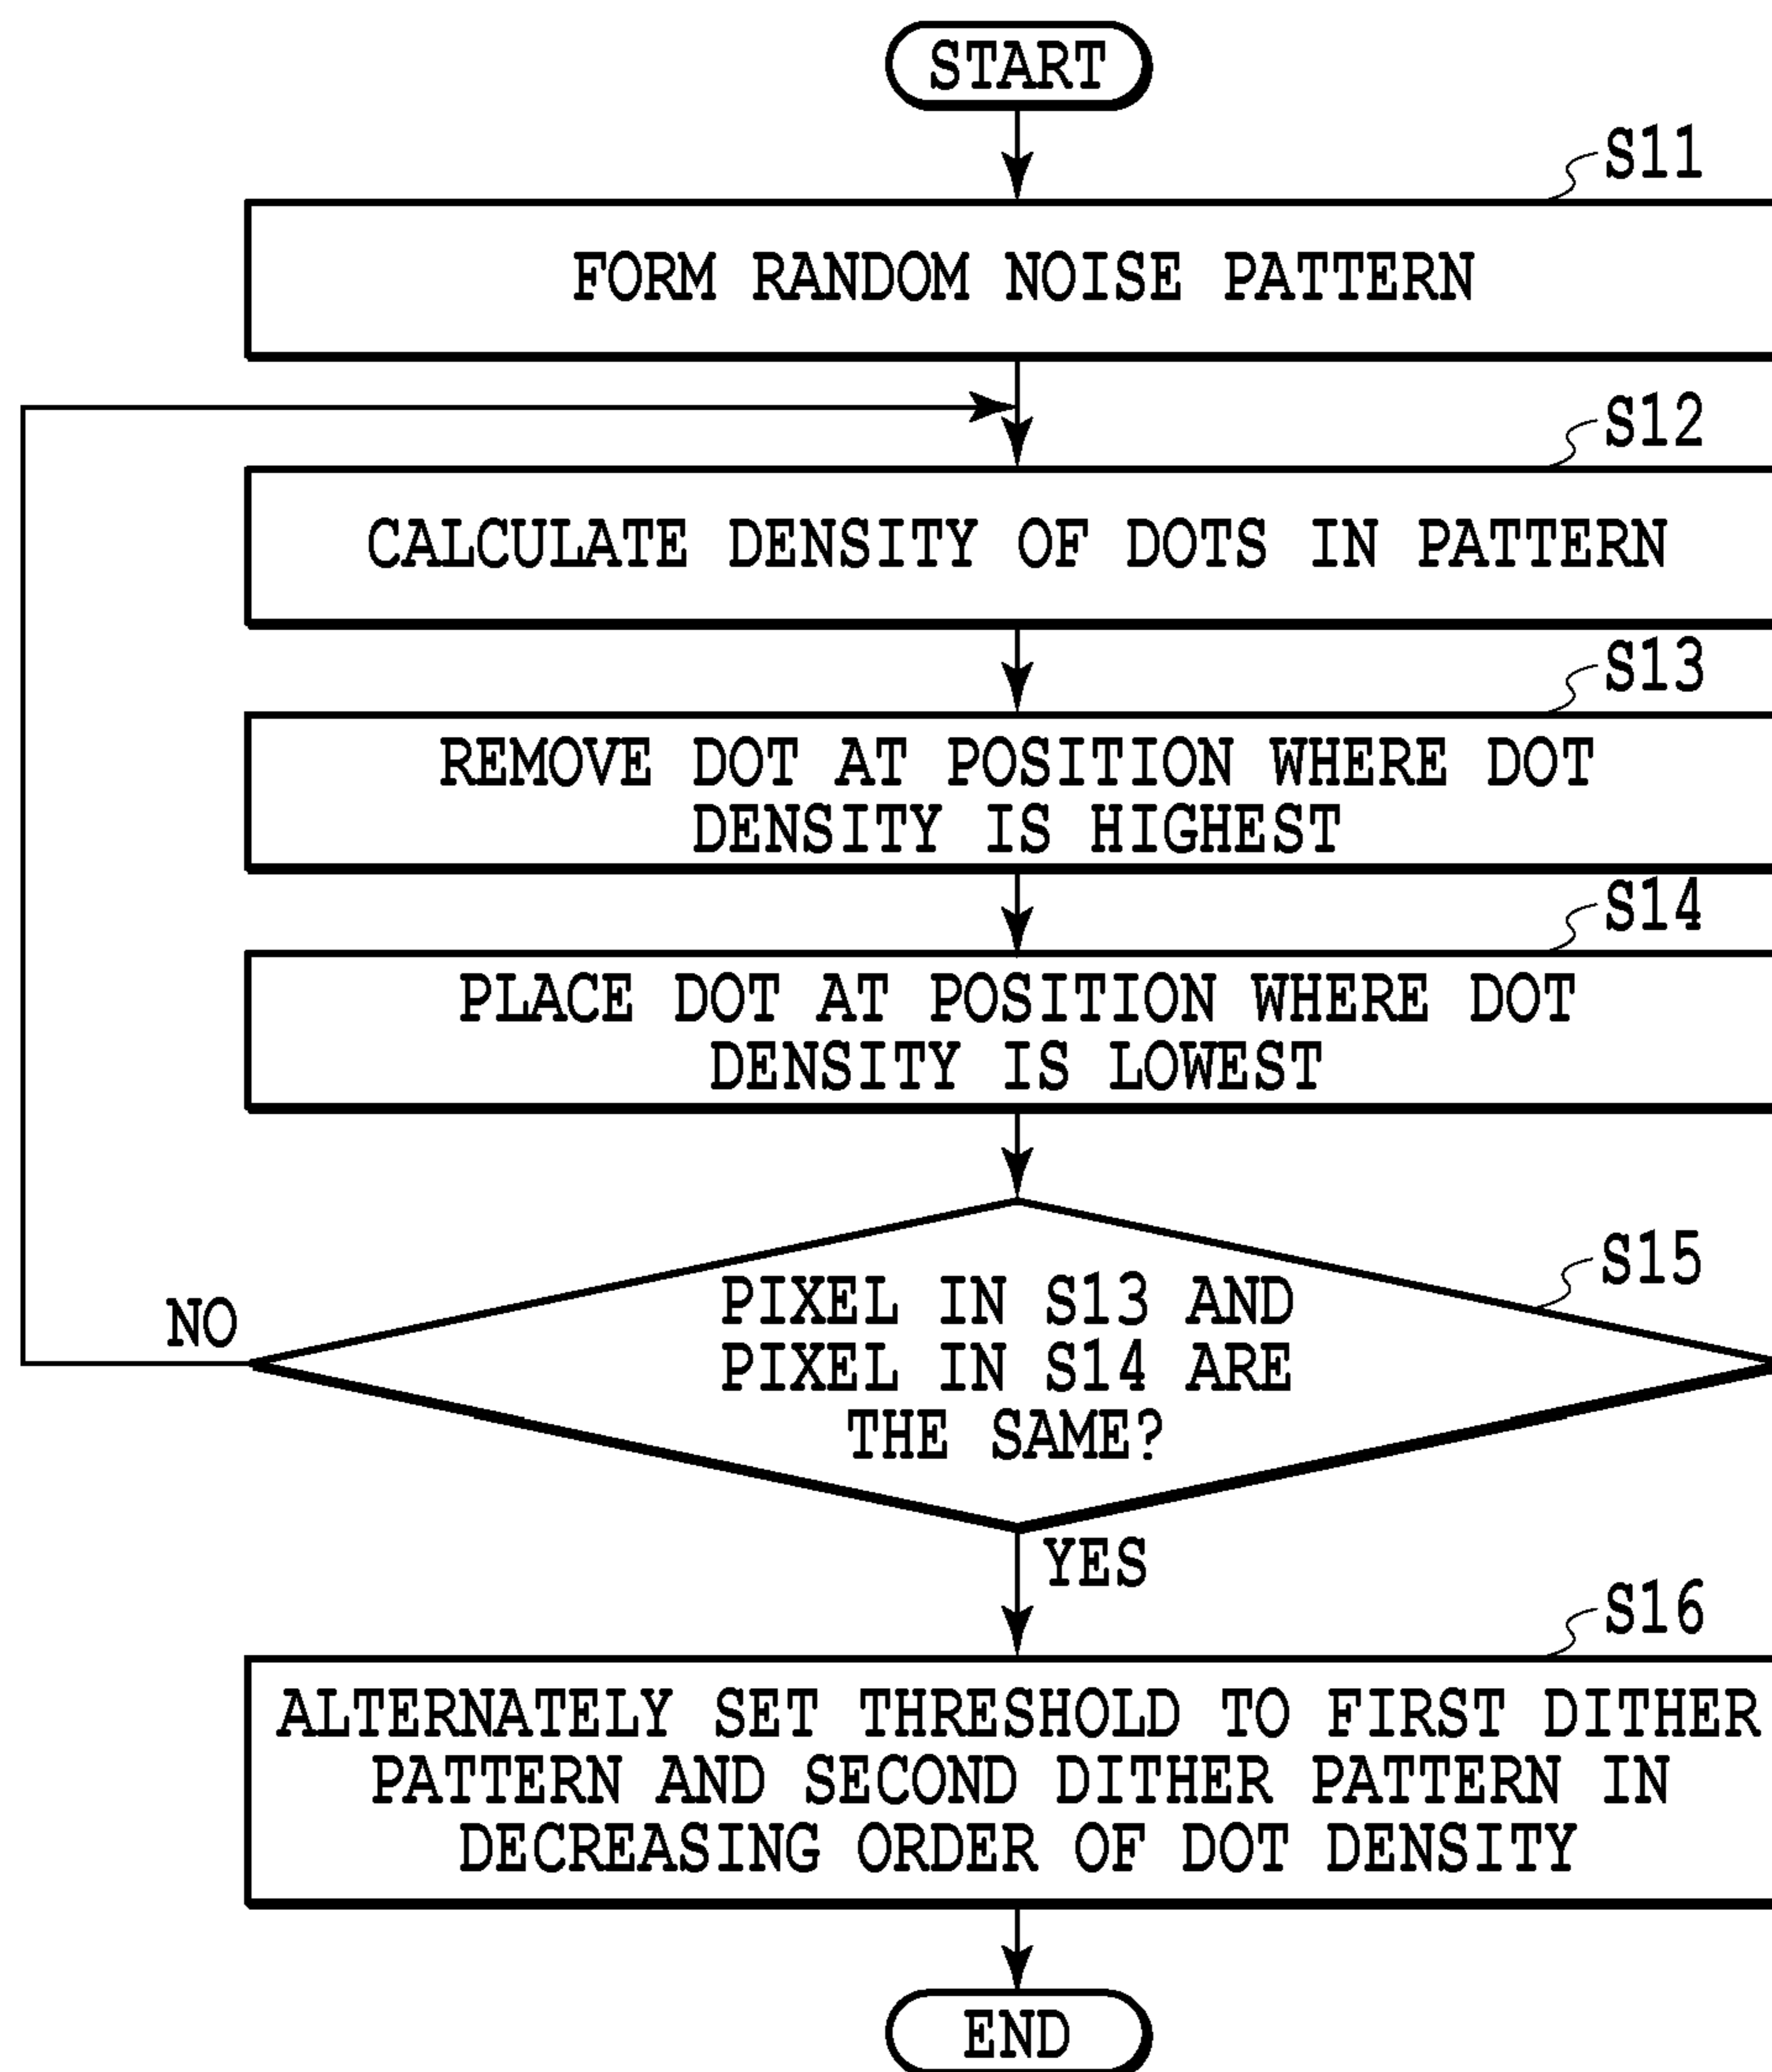 START
S11
FORM RANDOM NOISE PATTERN
S12
CALCULATE DENSITY OF DOTS IN PATTERN
S13
REMOVE DOT AT POSITION WHERE DOT
DENSITY IS HIGHEST
S14
PLACE DOT AT POSITION WHERE DOT
DENSITY IS LOWEST
S15
PIXEL IN S13 AND
PIXEL IN S14 ARE
THE SAME?
NO
YES
S16
ALTERNATELY SET THRESHOLD TO FIRST DITHER
PATTERN AND SECOND DITHER PATTERN IN
DECREASING ORDER OF DOT DENSITY
END